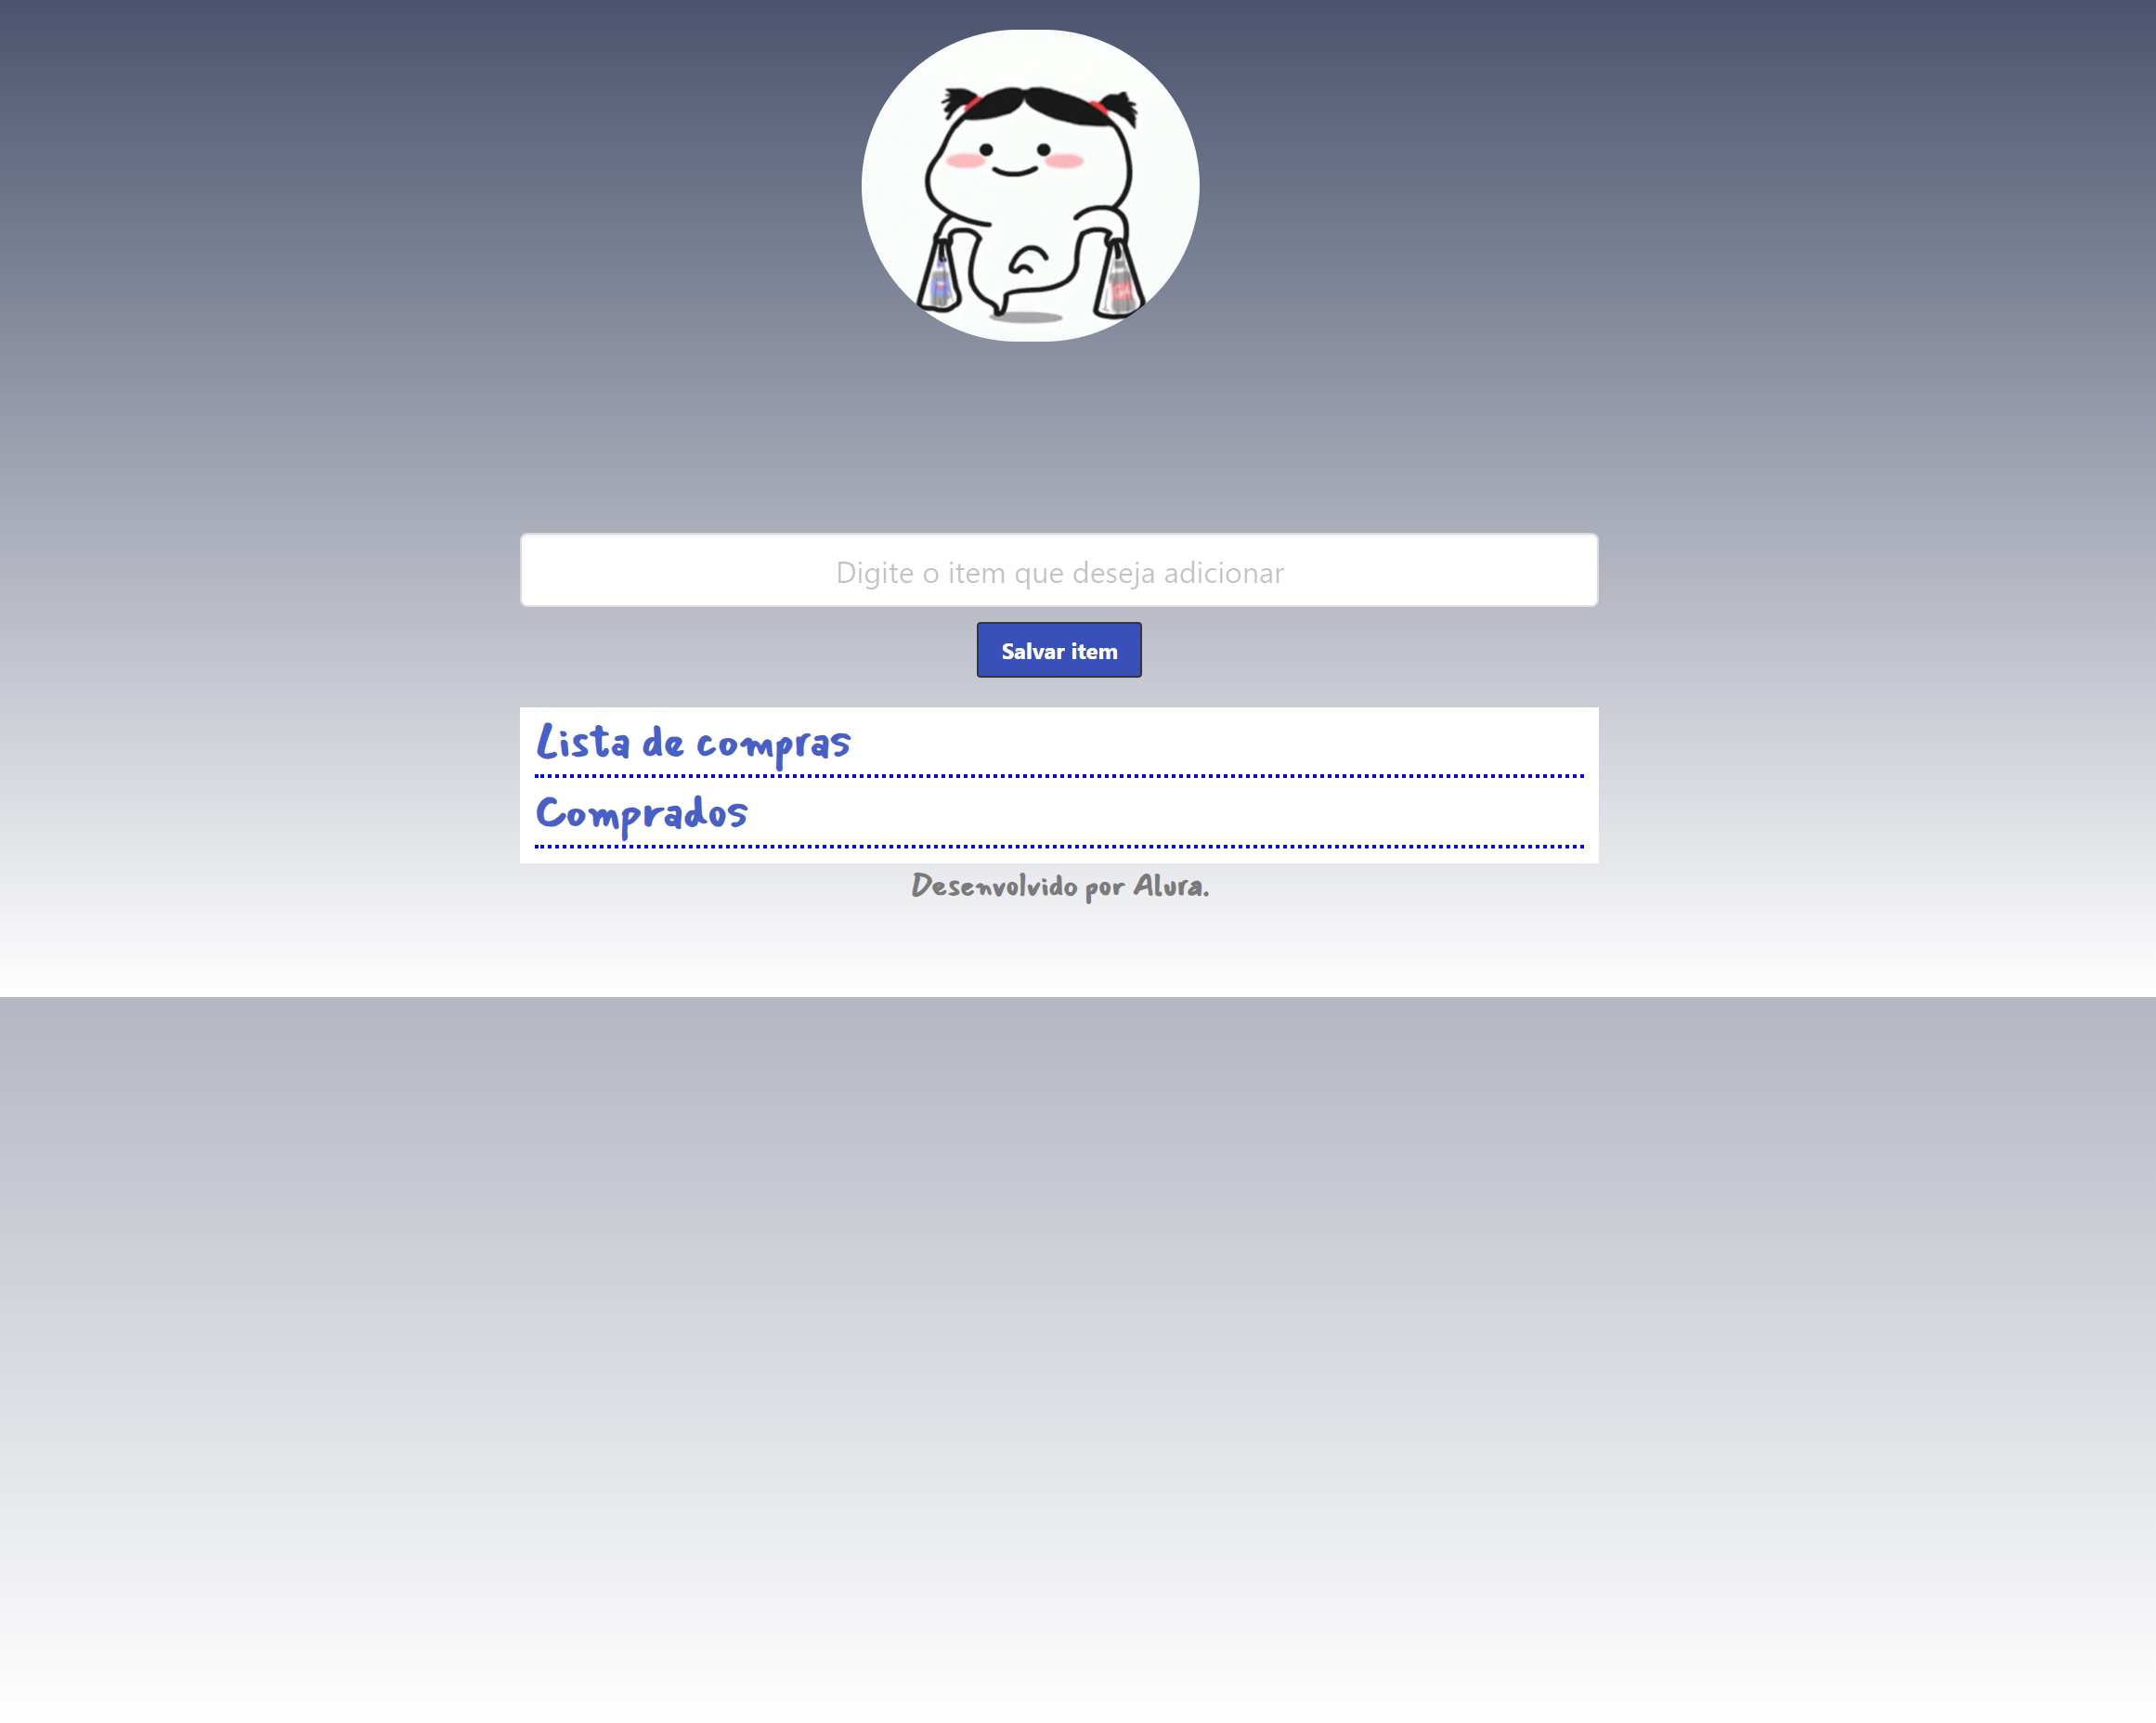 Digite o item que deseja adicionar
Salvar item
Lista de compras
Comprados
Desenvolvido por Alura.